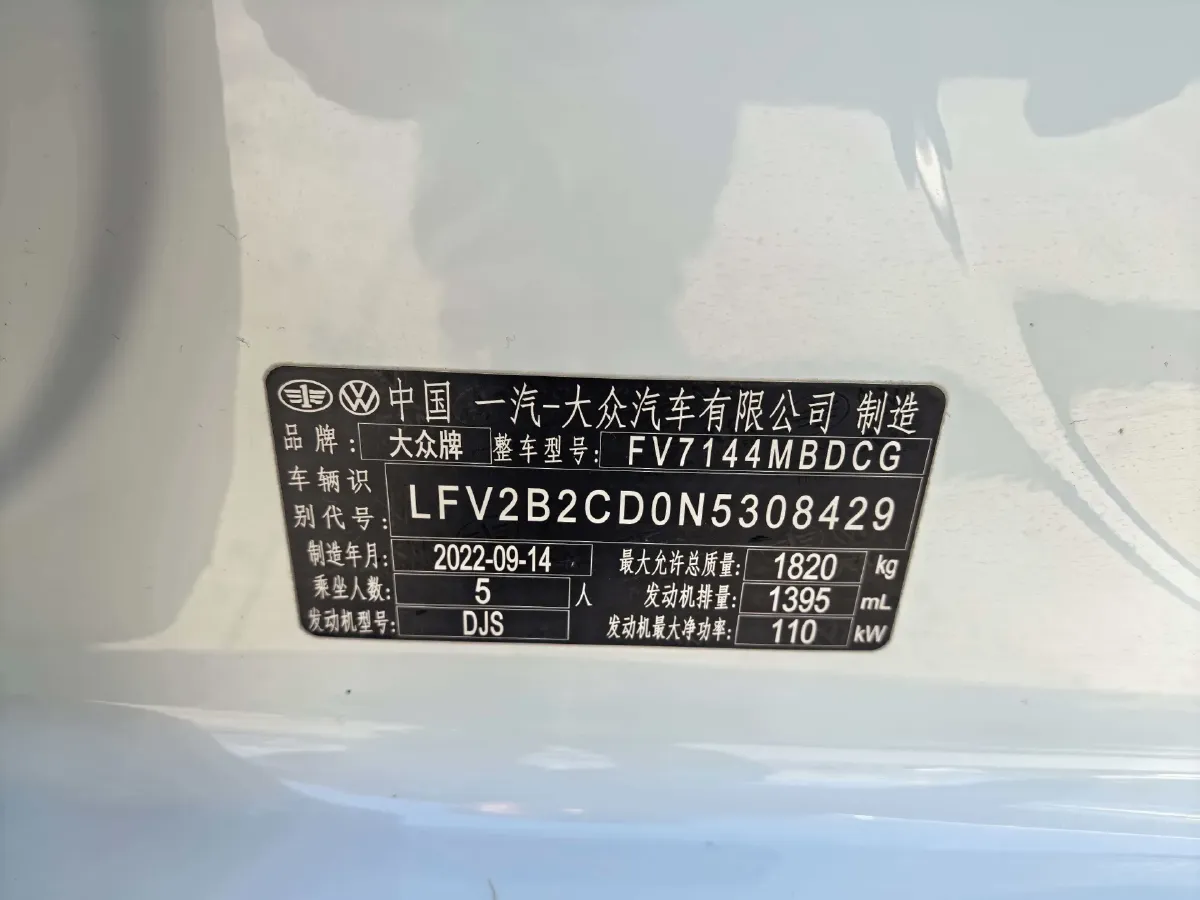 中国 一汽-大众汽车有限公司 制造
品牌: 大众牌 整车型号: FV7144MBDCG
车辆识别代号: LFV2B2CD0N5308429
制造年月: 2022-09-14 最大允许总质量: 1820 kg
乘坐人数: 5 人 发动机排量: 1395 mL
发动机型号: DJS 发动机最大净功率: 110 kW